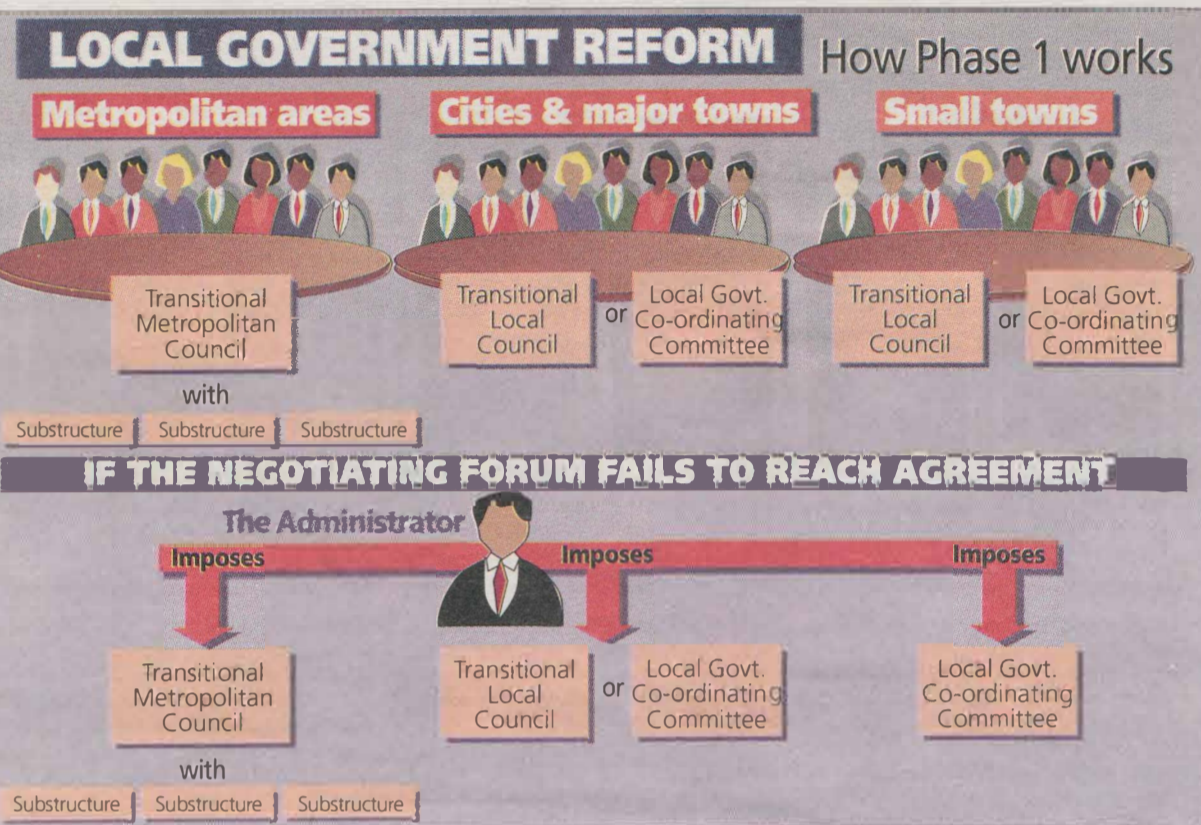 LOCAL GOVERNMENT REFORM How Phase 1 works
Metropolitan areas
Cities & major towns
Small towns
Transitional
Metropolitan
Council
with
Substructure Substructure Substructure
Transitional
Local
Council
or
Local Govt.
Co-ordinating
Committee
Transitional
Local
Council
or
Local Govt.
Co-ordinating
Committee
IF THE NEGOTIATING FORUM FAILS TO REACH AGREEMENT
The Administrator
Imposes
Imposes
Imposes
Transitional
Metropolitan
Council
with
Substructure Substructure Substructure
Transitional
Local
Council
or
Local Govt.
Co-ordinating
Committee
Local Govt.
Co-ordinating
Committee